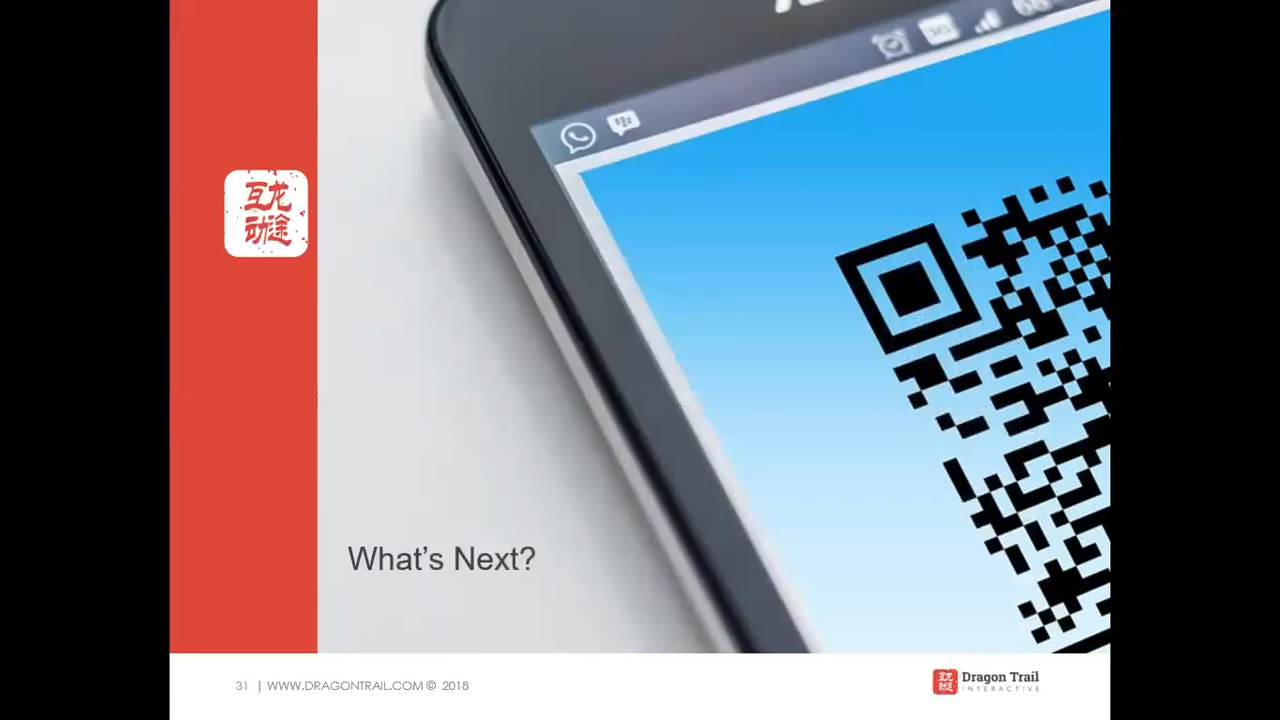 互龙
动途
What's Next?
31 | WWW.DRAGONTRAIL.COM © 2018
Dragon Trail
INTERACTIVE